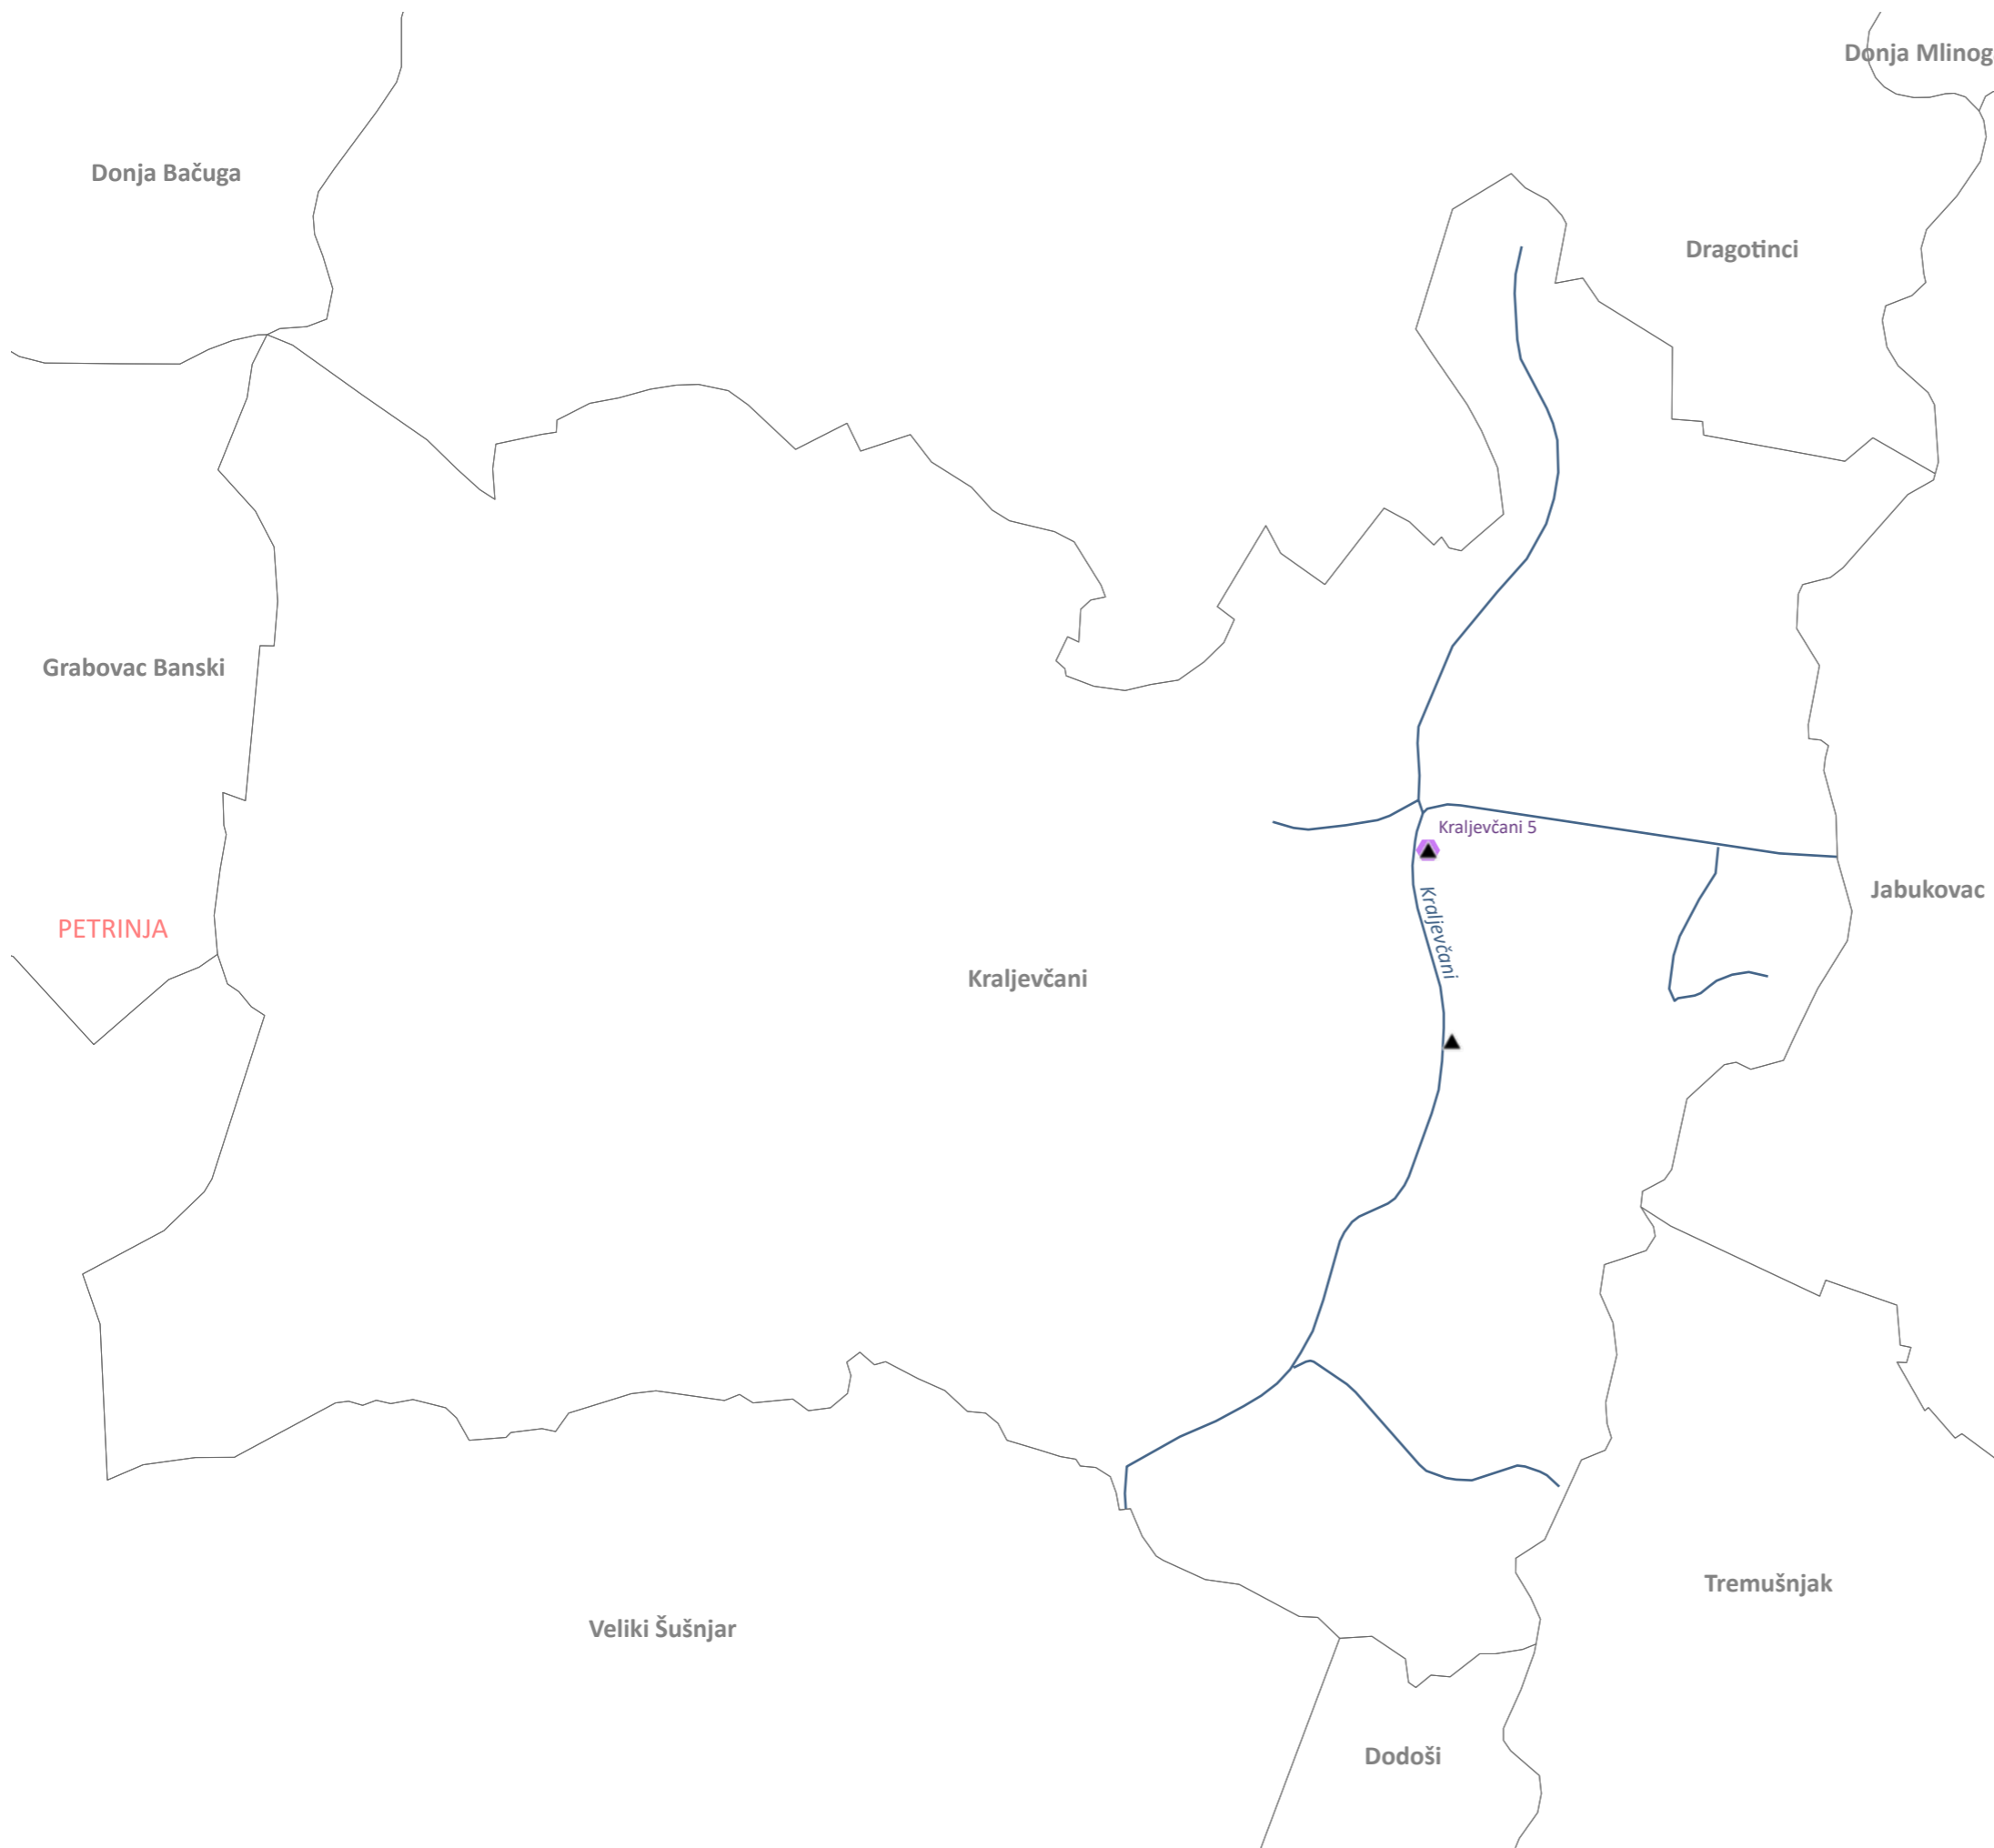 Donja Mlinog
Donja Bačuga
Dragotinci
Grabovac Banski
Kraljevčani 5
Jabukovac
Kraljevčani
PETRINJA
Kraljevčani
Tremušnjak
Veliki Šušnjar
Dodoši